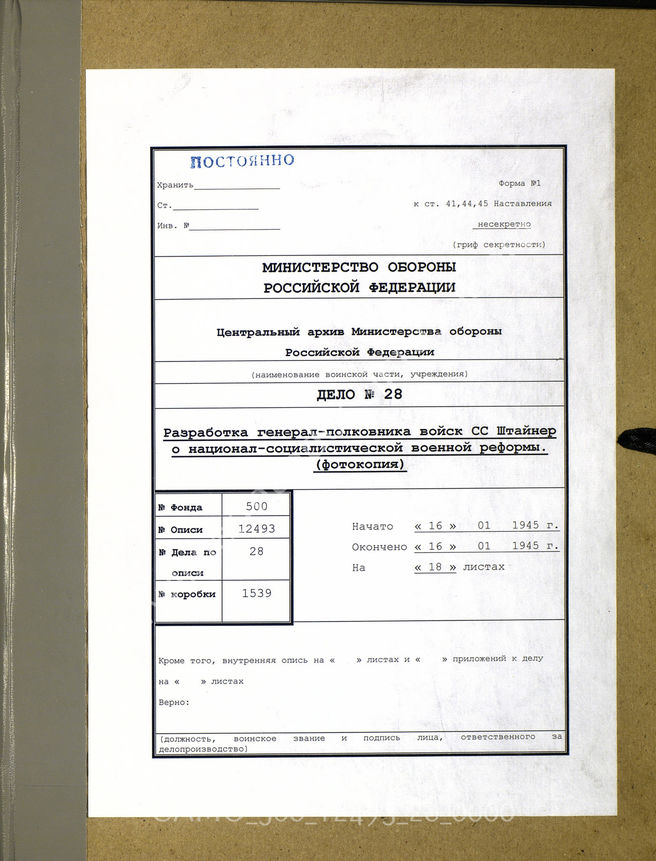 ПОСТОЯННО
Хранить
Форма №1
Ст.
к ст. 41,44,45 Наставления
Инв. №
несекретно
(гриф секретности)
МИНИСТЕРСТВО ОБОРОНЫ
РОССИЙСКОЙ ФЕДЕРАЦИИ
Центральный архив Министерства обороны
Российской Федерации
(наименование воинской части, учреждения)
ДЕЛО № 28
Разработка генерал-полковника войск СС Штайнер
о национал-социалистической военной реформы.
(фотокопия)
№ Фонда 500
№ Описи 12493
№ Дела по 28
описи
№ коробки 1539
Начато « 16 » 01 1945 г.
Окончено « 16 » 01 1945 г.
На « 18 » листах
Кроме того, внутренняя опись на « » листах и « » приложений к делу
на « » листах
Верно:
(должность, воинское звание и подпись лица, ответственного за
делопроизводство)